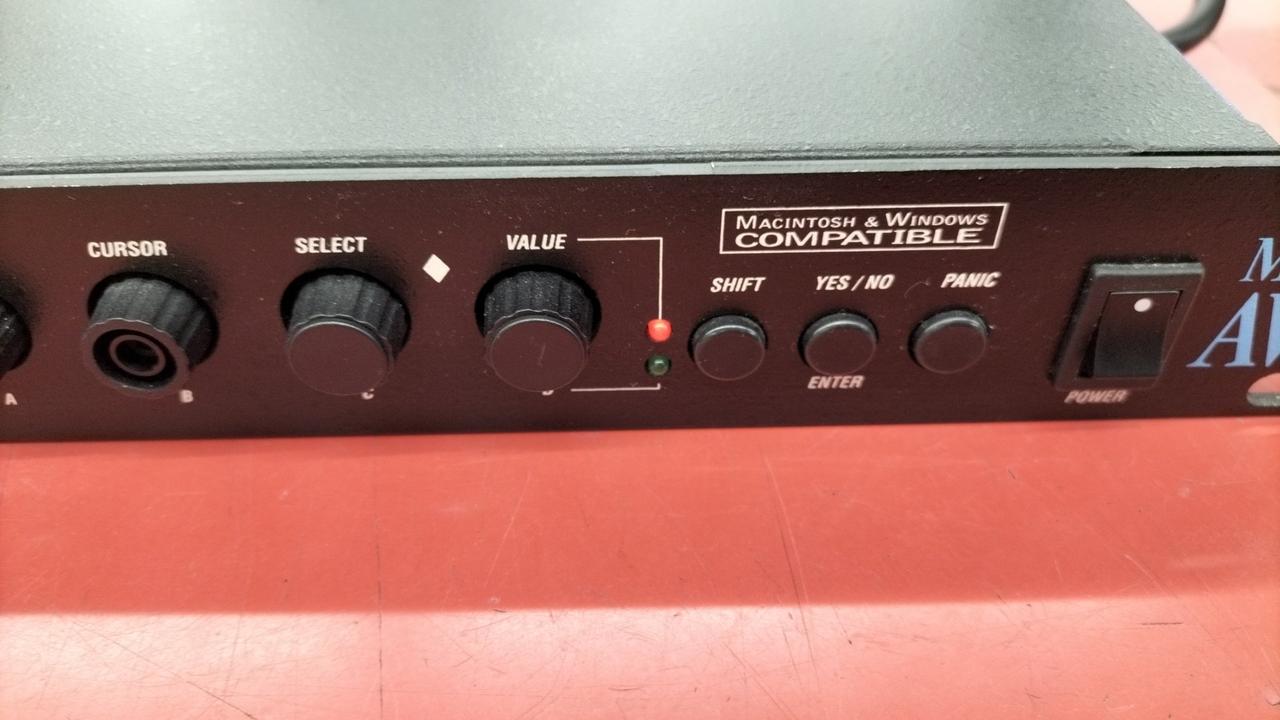 CURSOR
SELECT
VALUE
MACINTOSH & WINDOWS
COMPATIBLE
SHIFT
YES / NO
PANIC
ENTER
POWER
A
B
C
D